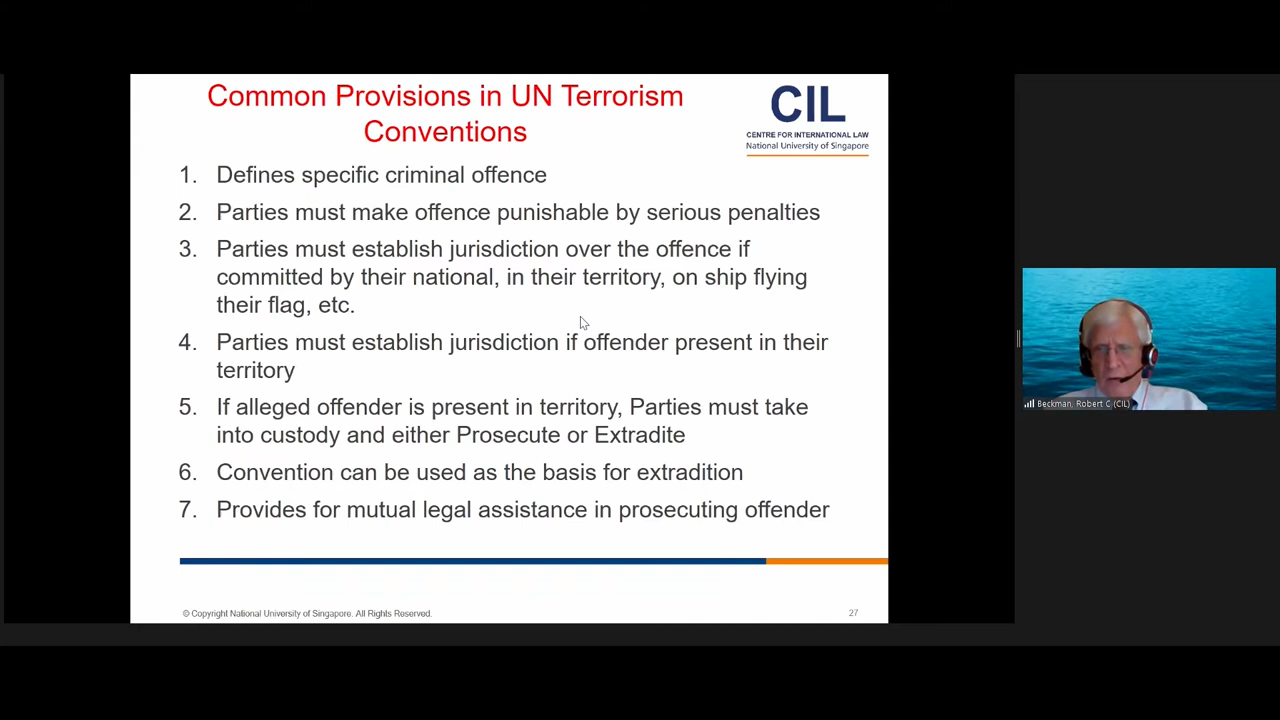 Common Provisions in UN Terrorism
Conventions
CIL
CENTRE FOR INTERNATIONAL LAW
National University of Singapore
1. Defines specific criminal offence
2. Parties must make offence punishable by serious penalties
3. Parties must establish jurisdiction over the offence if
committed by their national, in their territory, on ship flying
their flag, etc.
4. Parties must establish jurisdiction if offender present in their
territory
5. If alleged offender is present in territory, Parties must take
into custody and either Prosecute or Extradite
6. Convention can be used as the basis for extradition
7. Provides for mutual legal assistance in prosecuting offender
© Copyright National University of Singapore. All Rights Reserved.
27
Beckman, Robert C (CIL)